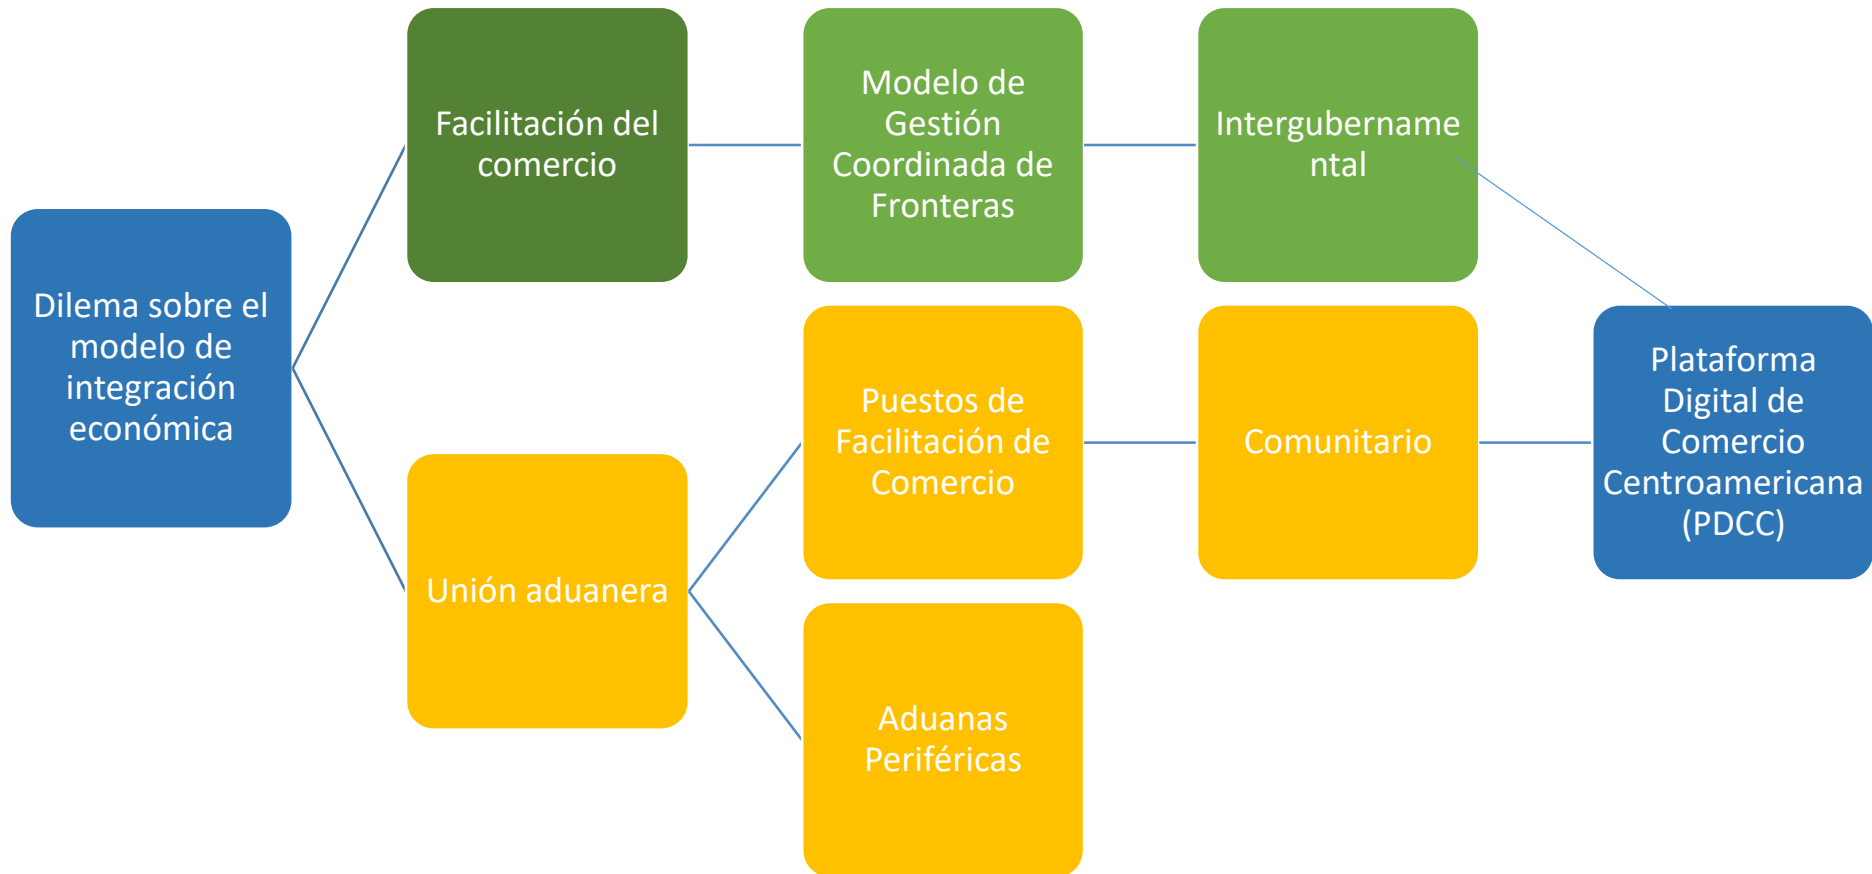 Dilema sobre el
modelo de
integración
económica
Facilitación del
comercio
Modelo de
Gestión
Coordinada de
Fronteras
Intergubername
ntal
Unión aduanera
Puestos de
Facilitación de
Comercio
Comunitario
Plataforma
Digital de
Comercio
Centroamericana
(PDCC)
Aduanas
Periféricas